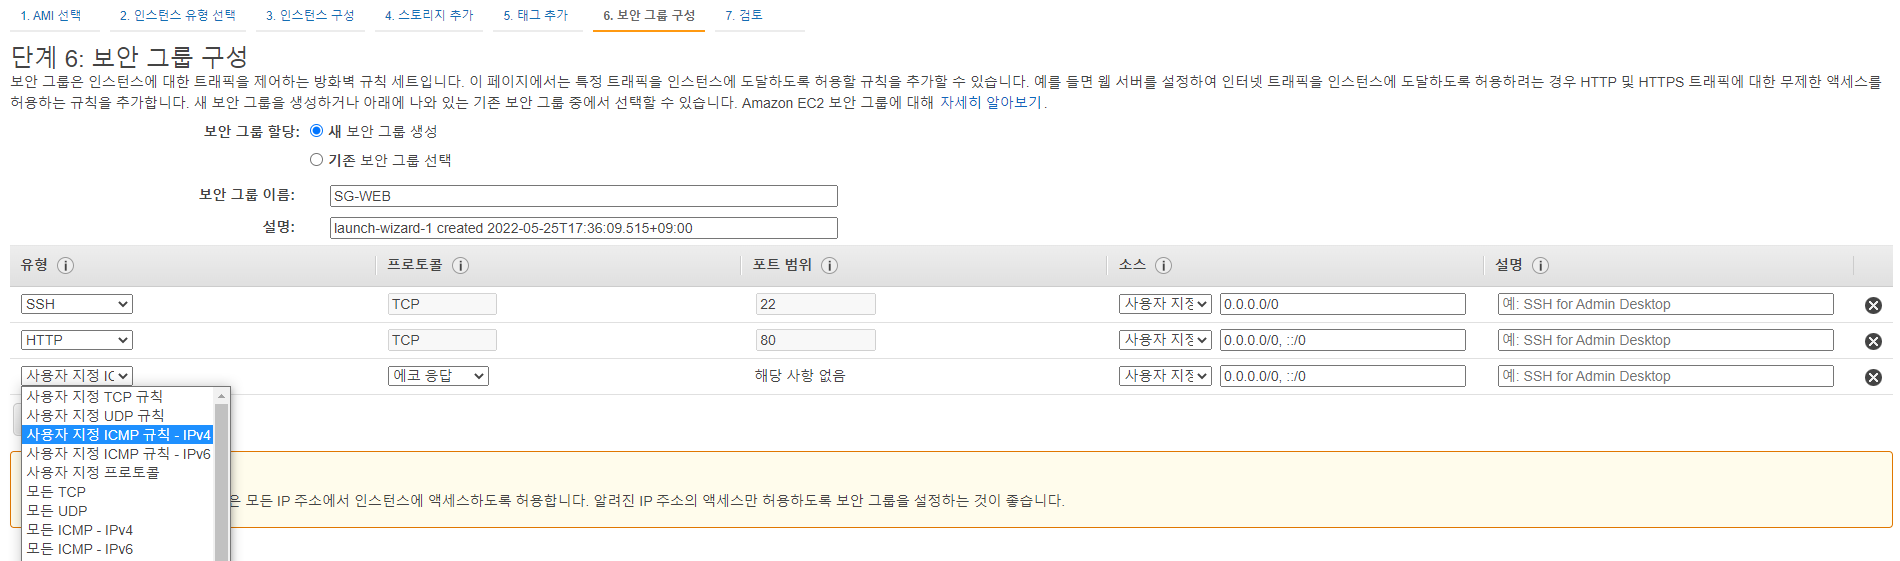 1. AMI 선택 2. 인스턴스 유형 선택 3. 인스턴스 구성 4. 스토리지 추가 5. 태그 추가 6. 보안 그룹 구성 7. 검토
단계 6: 보안 그룹 구성
보안 그룹은 인스턴스에 대한 트래픽을 제어하는 방화벽 규칙 세트입니다. 이 페이지에서는 특정 트래픽을 인스턴스에 도달하도록 허용할 규칙을 추가할 수 있습니다. 예를 들면 웹 서버를 설정하여 인터넷 트래픽을 인스턴스에 도달하도록 허용하려는 경우 HTTP 및 HTTPS 트래픽에 대한 무제한 액세스를
허용하는 규칙을 추가합니다. 새 보안 그룹을 생성하거나 아래에 나와 있는 기존 보안 그룹 중에서 선택할 수 있습니다. Amazon EC2 보안 그룹에 대해 자세히 알아보기.
보안 그룹 할당: 새 보안 그룹 생성
기존 보안 그룹 선택
보안 그룹 이름: SG-WEB
설명: launch-wizard-1 created 2022-05-25T17:36:09.515+09:00
유형 i 프로토콜 i 포트 범위 i 소스 i 설명 i
SSH TCP 22 사용자 지정 0.0.0.0/0 예: SSH for Admin Desktop
HTTP TCP 80 사용자 지정 0.0.0.0/0, ::/0 예: SSH for Admin Desktop
사용자 지정 IC 에코 응답 해당 사항 없음 사용자 지정 0.0.0.0/0, ::/0 예: SSH for Admin Desktop
사용자 지정 TCP 규칙
사용자 지정 UDP 규칙
사용자 지정 ICMP 규칙 - IPv4
사용자 지정 ICMP 규칙 - IPv6
사용자 지정 프로토콜
모든 TCP
은 모든 IP 주소에서 인스턴스에 액세스하도록 허용합니다. 알려진 IP 주소의 액세스만 허용하도록 보안 그룹을 설정하는 것이 좋습니다.
모든 UDP
모든 ICMP - IPv4
모든 ICMP - IPv6